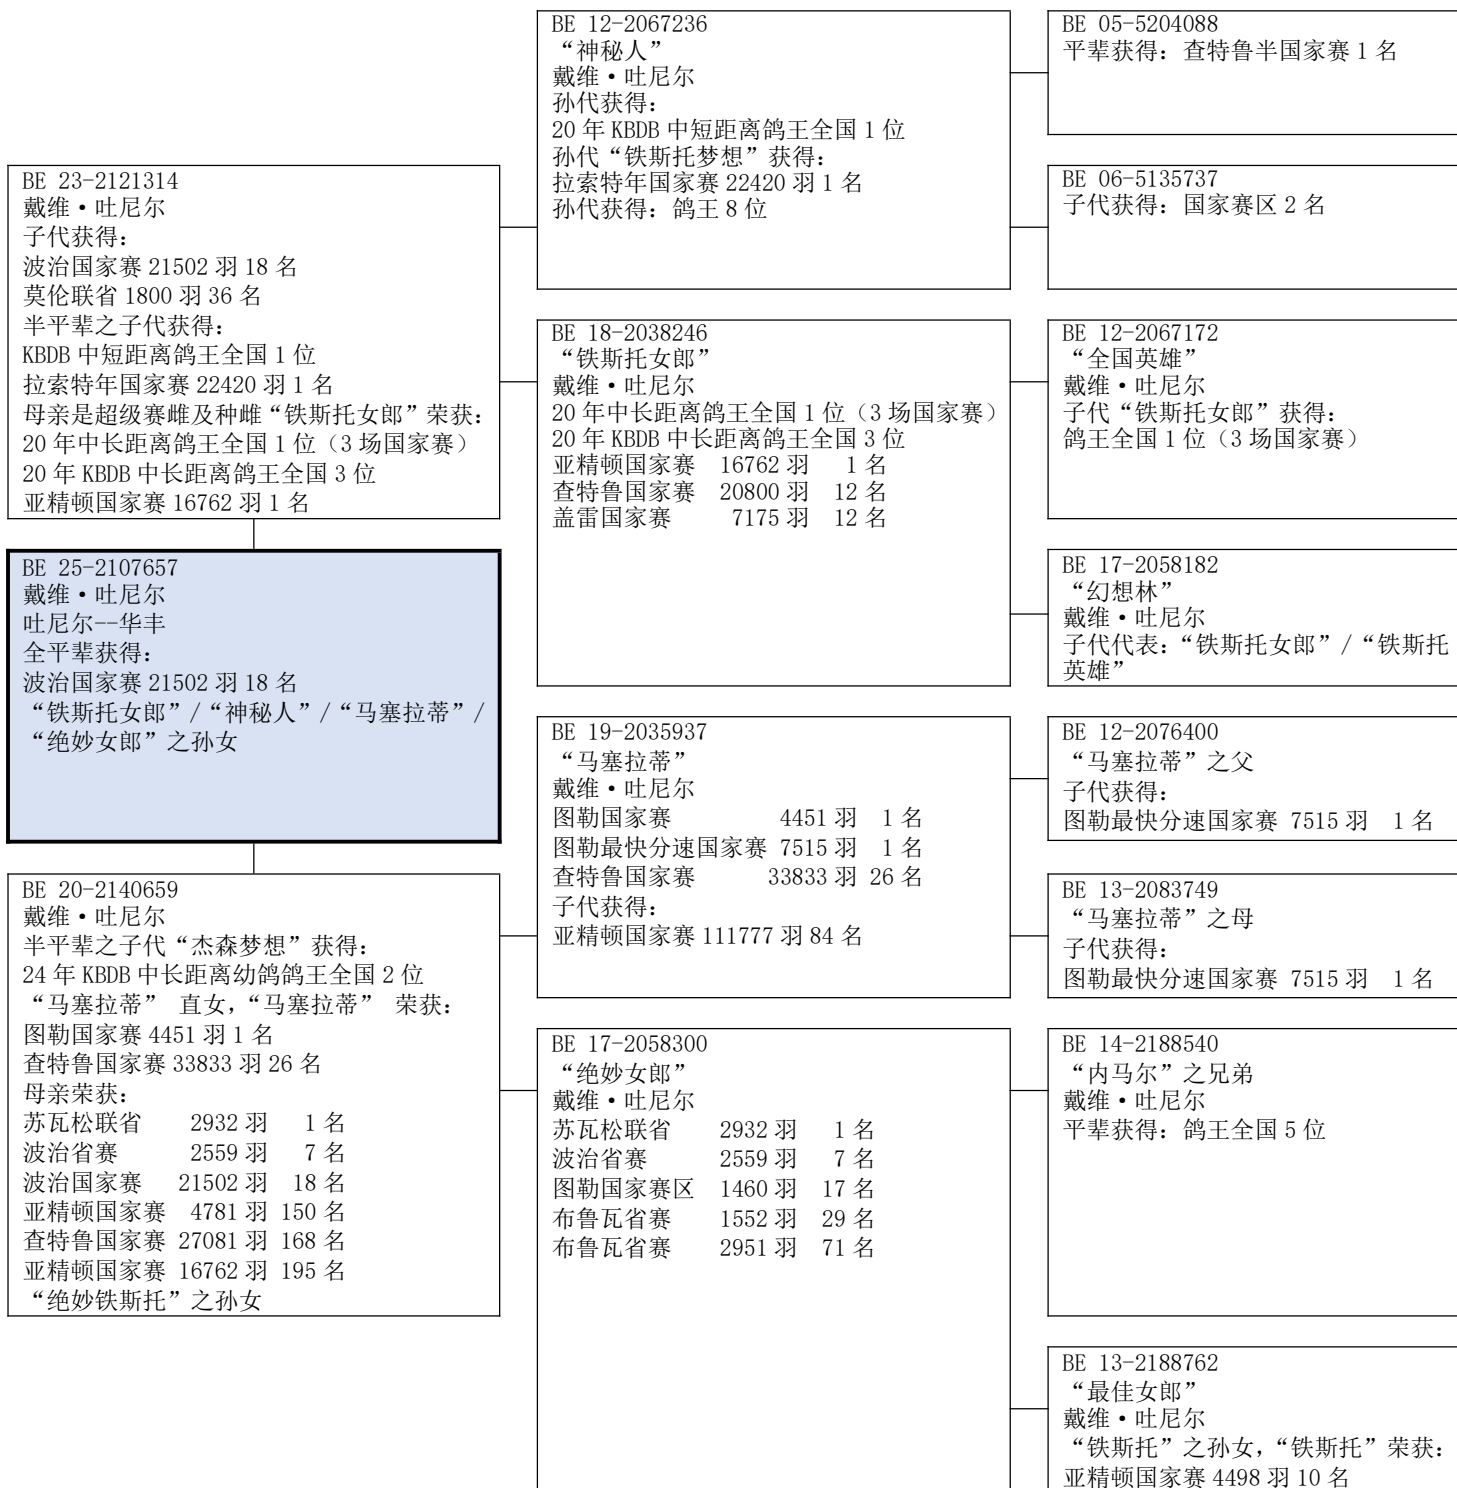 BE 23-2121314
戴维·吐尼尔
子代获得：
波治国家赛 21502 羽 18 名
莫伦联省 1800 羽 36 名
半平辈之子代获得：
KBDB 中短距离鸽王全国 1 位
拉索特年国家赛 22420 羽 1 名
母亲是超级赛雌及种雌“铁斯托女郎”荣获：
20 年中长距离鸽王全国 1 位（3 场国家赛）
20 年 KBDB 中长距离鸽王全国 3 位
亚精顿国家赛 16762 羽 1 名
BE 25-2107657
戴维·吐尼尔
吐尼尔--华丰
全平辈获得：
波治国家赛 21502 羽 18 名
“铁斯托女郎”/“神秘人”/“马塞拉蒂”/
“绝妙女郎”之孙女
BE 20-2140659
戴维·吐尼尔
半平辈之子代“杰森梦想”获得：
24 年 KBDB 中长距离幼鸽鸽王全国 2 位
“马塞拉蒂” 直女，“马塞拉蒂” 荣获：
图勒国家赛 4451 羽 1 名
查特鲁国家赛 33833 羽 26 名
母亲荣获：
苏瓦松联省 2932 羽 1 名
波治省赛 2559 羽 7 名
波治国家赛 21502 羽 18 名
亚精顿国家赛 4781 羽 150 名
查特鲁国家赛 27081 羽 168 名
亚精顿国家赛 16762 羽 195 名
“绝妙铁斯托”之孙女
BE 12-2067236
“神秘人”
戴维·吐尼尔
孙代获得：
20 年 KBDB 中短距离鸽王全国 1 位
孙代“铁斯托梦想”获得：
拉索特年国家赛 22420 羽 1 名
孙代获得：鸽王 8 位
BE 18-2038246
“铁斯托女郎”
戴维·吐尼尔
20 年中长距离鸽王全国 1 位（3 场国家赛）
20 年 KBDB 中长距离鸽王全国 3 位
亚精顿国家赛 16762 羽 1 名
查特鲁国家赛 20800 羽 12 名
盖雷国家赛 7175 羽 12 名
BE 19-2035937
“马塞拉蒂”
戴维·吐尼尔
图勒国家赛 4451 羽 1 名
图勒最快分速国家赛 7515 羽 1 名
查特鲁国家赛 33833 羽 26 名
子代获得：
亚精顿国家赛 111777 羽 84 名
BE 17-2058300
“绝妙女郎”
戴维·吐尼尔
苏瓦松联省 2932 羽 1 名
波治省赛 2559 羽 7 名
图勒国家赛区 1460 羽 17 名
布鲁瓦省赛 1552 羽 29 名
布鲁瓦省赛 2951 羽 71 名
BE 05-5204088
平辈获得：查特鲁半国家赛 1 名
BE 06-5135737
子代获得：国家赛区 2 名
BE 12-2067172
“全国英雄”
戴维·吐尼尔
子代“铁斯托女郎”获得：
鸽王全国 1 位（3 场国家赛）
BE 17-2058182
“幻想林”
戴维·吐尼尔
子代代表：“铁斯托女郎”/“铁斯托
英雄”
BE 12-2076400
“马塞拉蒂”之父
子代获得：
图勒最快分速国家赛 7515 羽 1 名
BE 13-2083749
“马塞拉蒂”之母
子代获得：
图勒最快分速国家赛 7515 羽 1 名
BE 14-2188540
“内马尔”之兄弟
戴维·吐尼尔
平辈获得：鸽王全国 5 位
BE 13-2188762
“最佳女郎”
戴维·吐尼尔
“铁斯托”之孙女，“铁斯托”荣获：
亚精顿国家赛 4498 羽 10 名